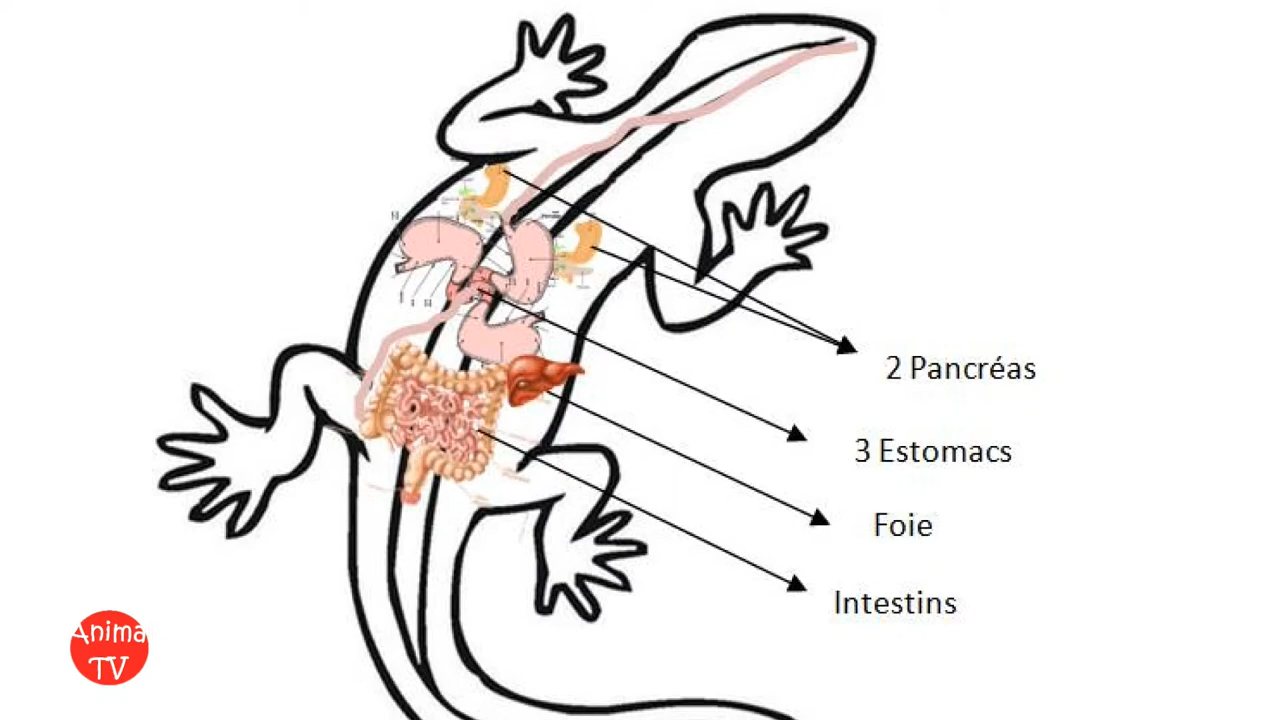 2 Pancréas
3 Estomacs
Foie
Intestins
Anima
TV